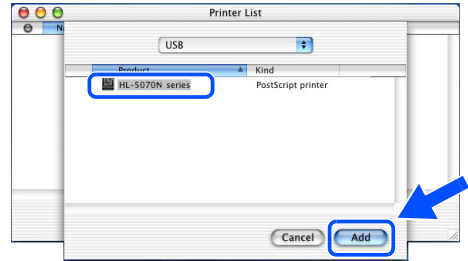 Printer List
N
USB
Product Kind
HL-5070N series PostScript printer
Cancel Add